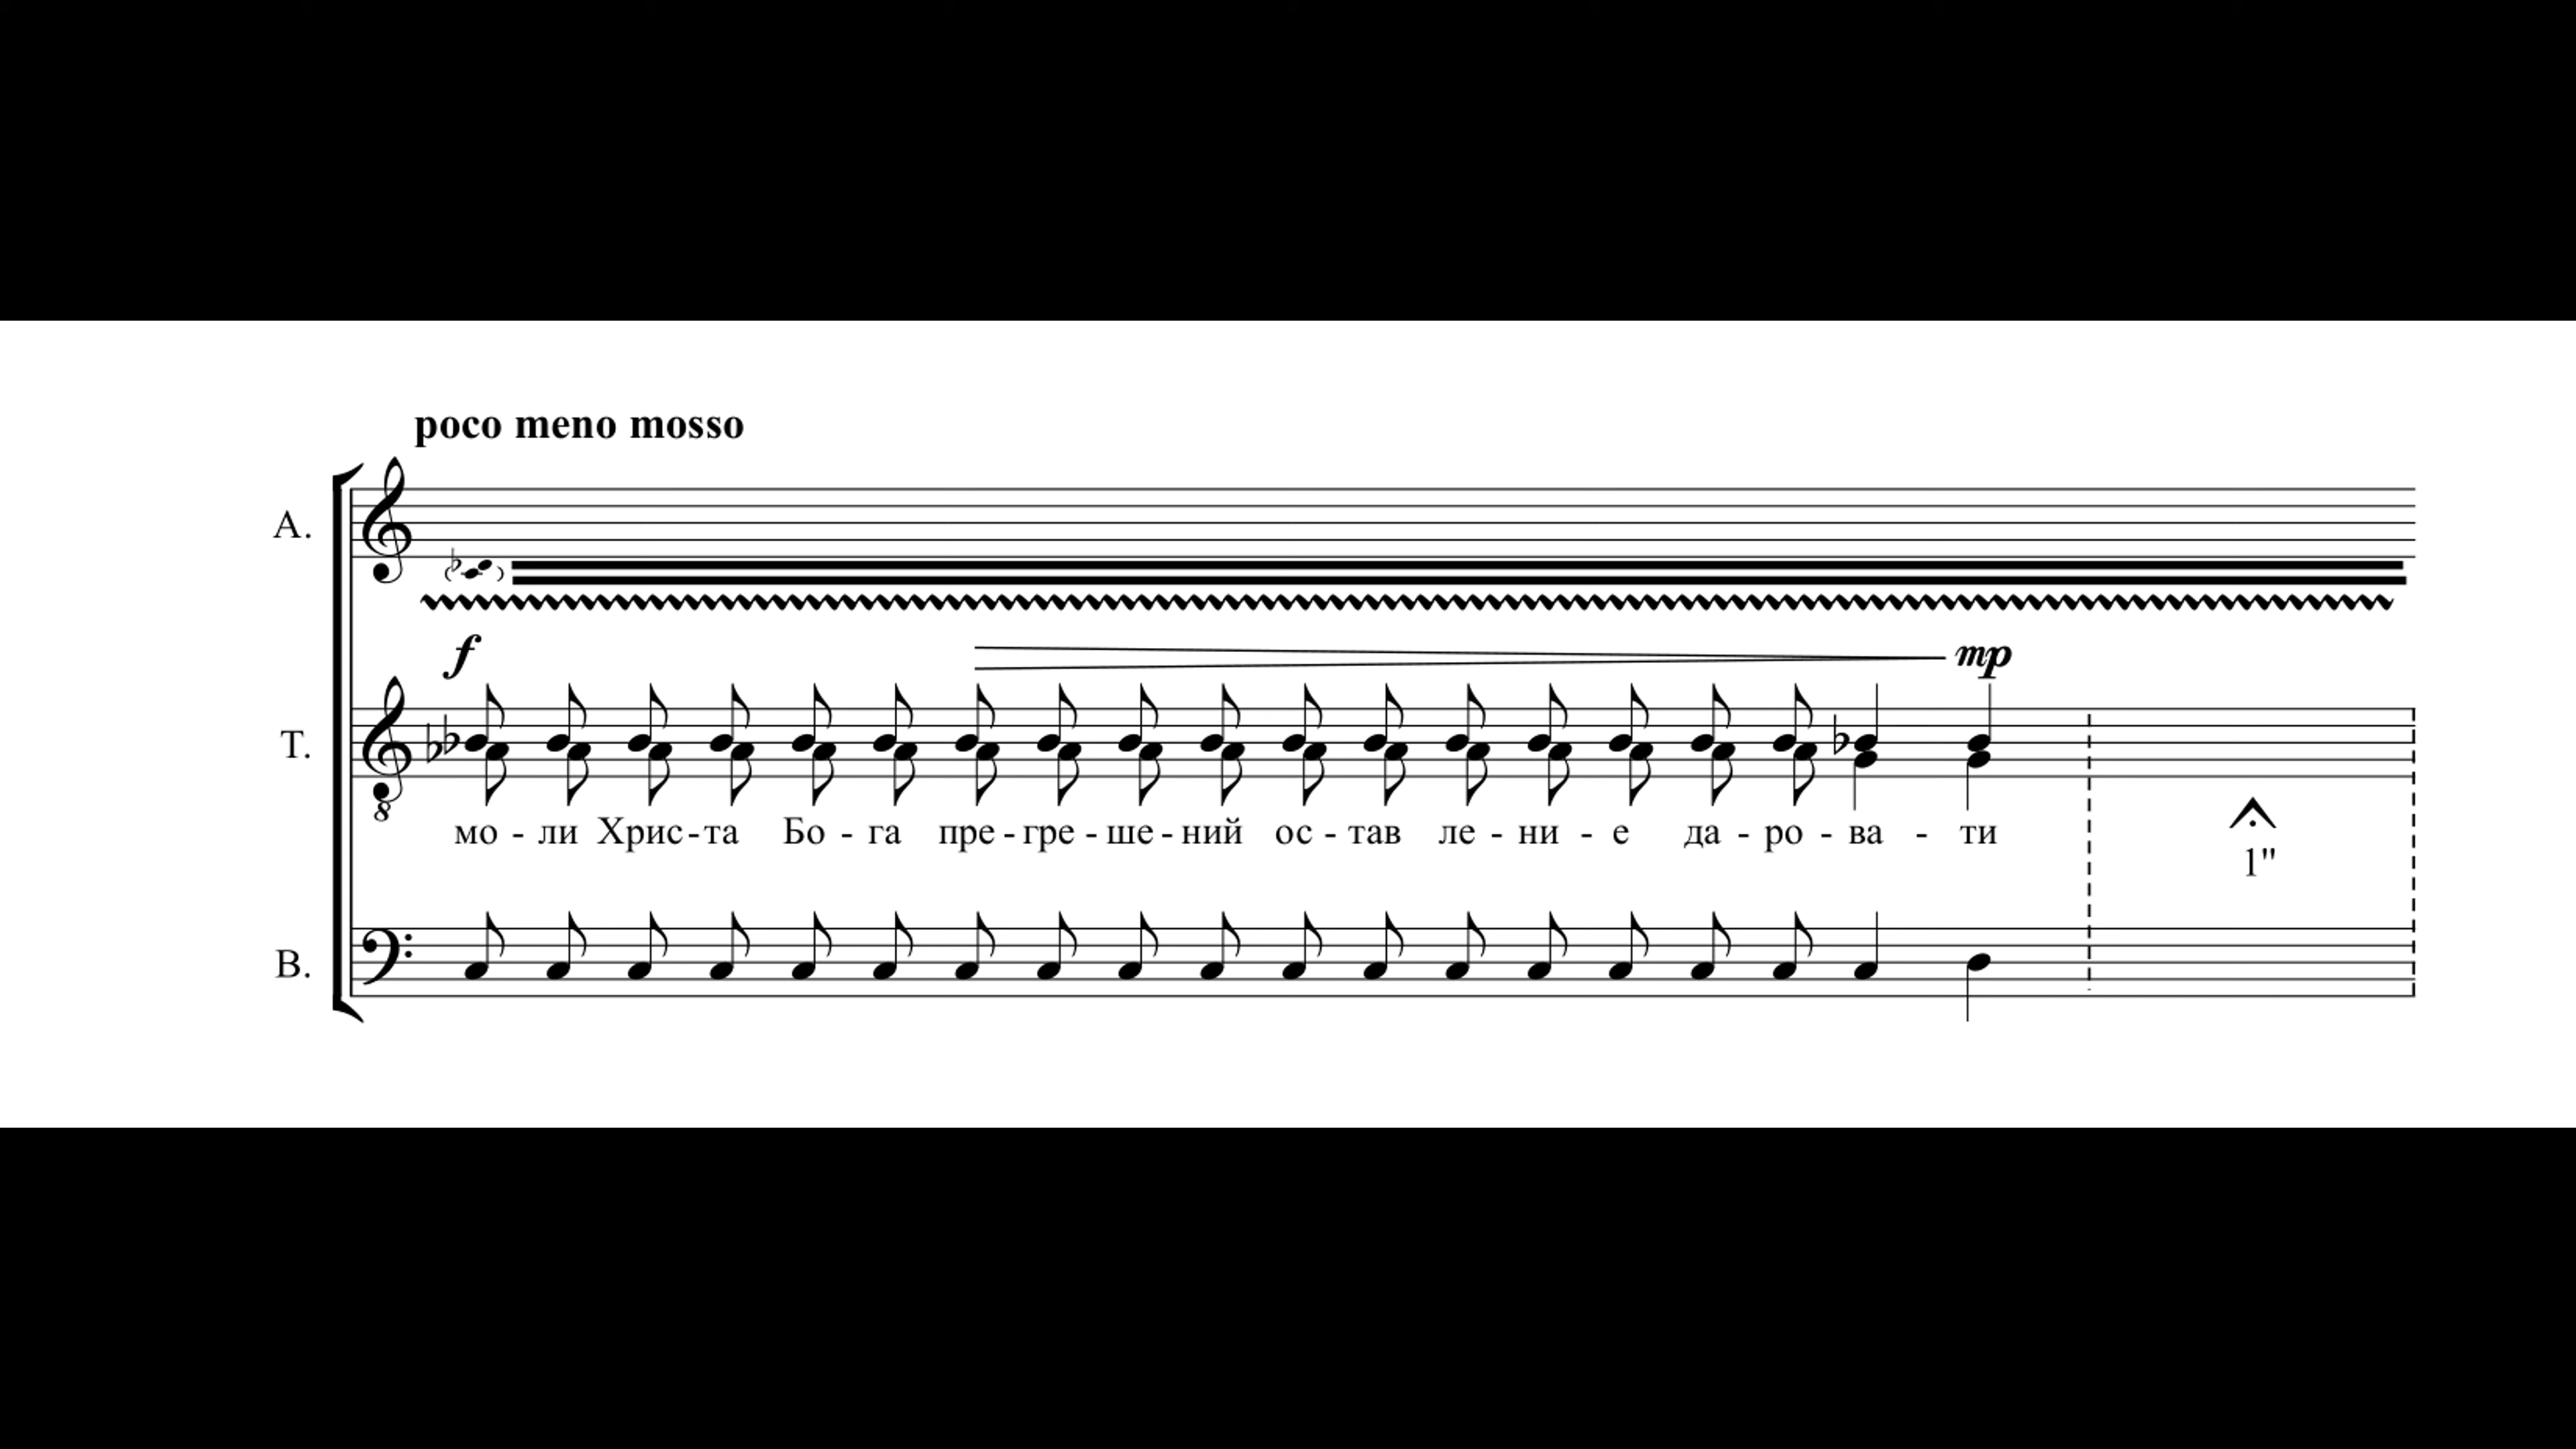 poco meno mosso
A.
f
mp
T.
8
мо - ли Хрис - та Бо - га пре - гре - ше - ний ос - тав ле - ни - е да - ро - ва - ти
1"
B.